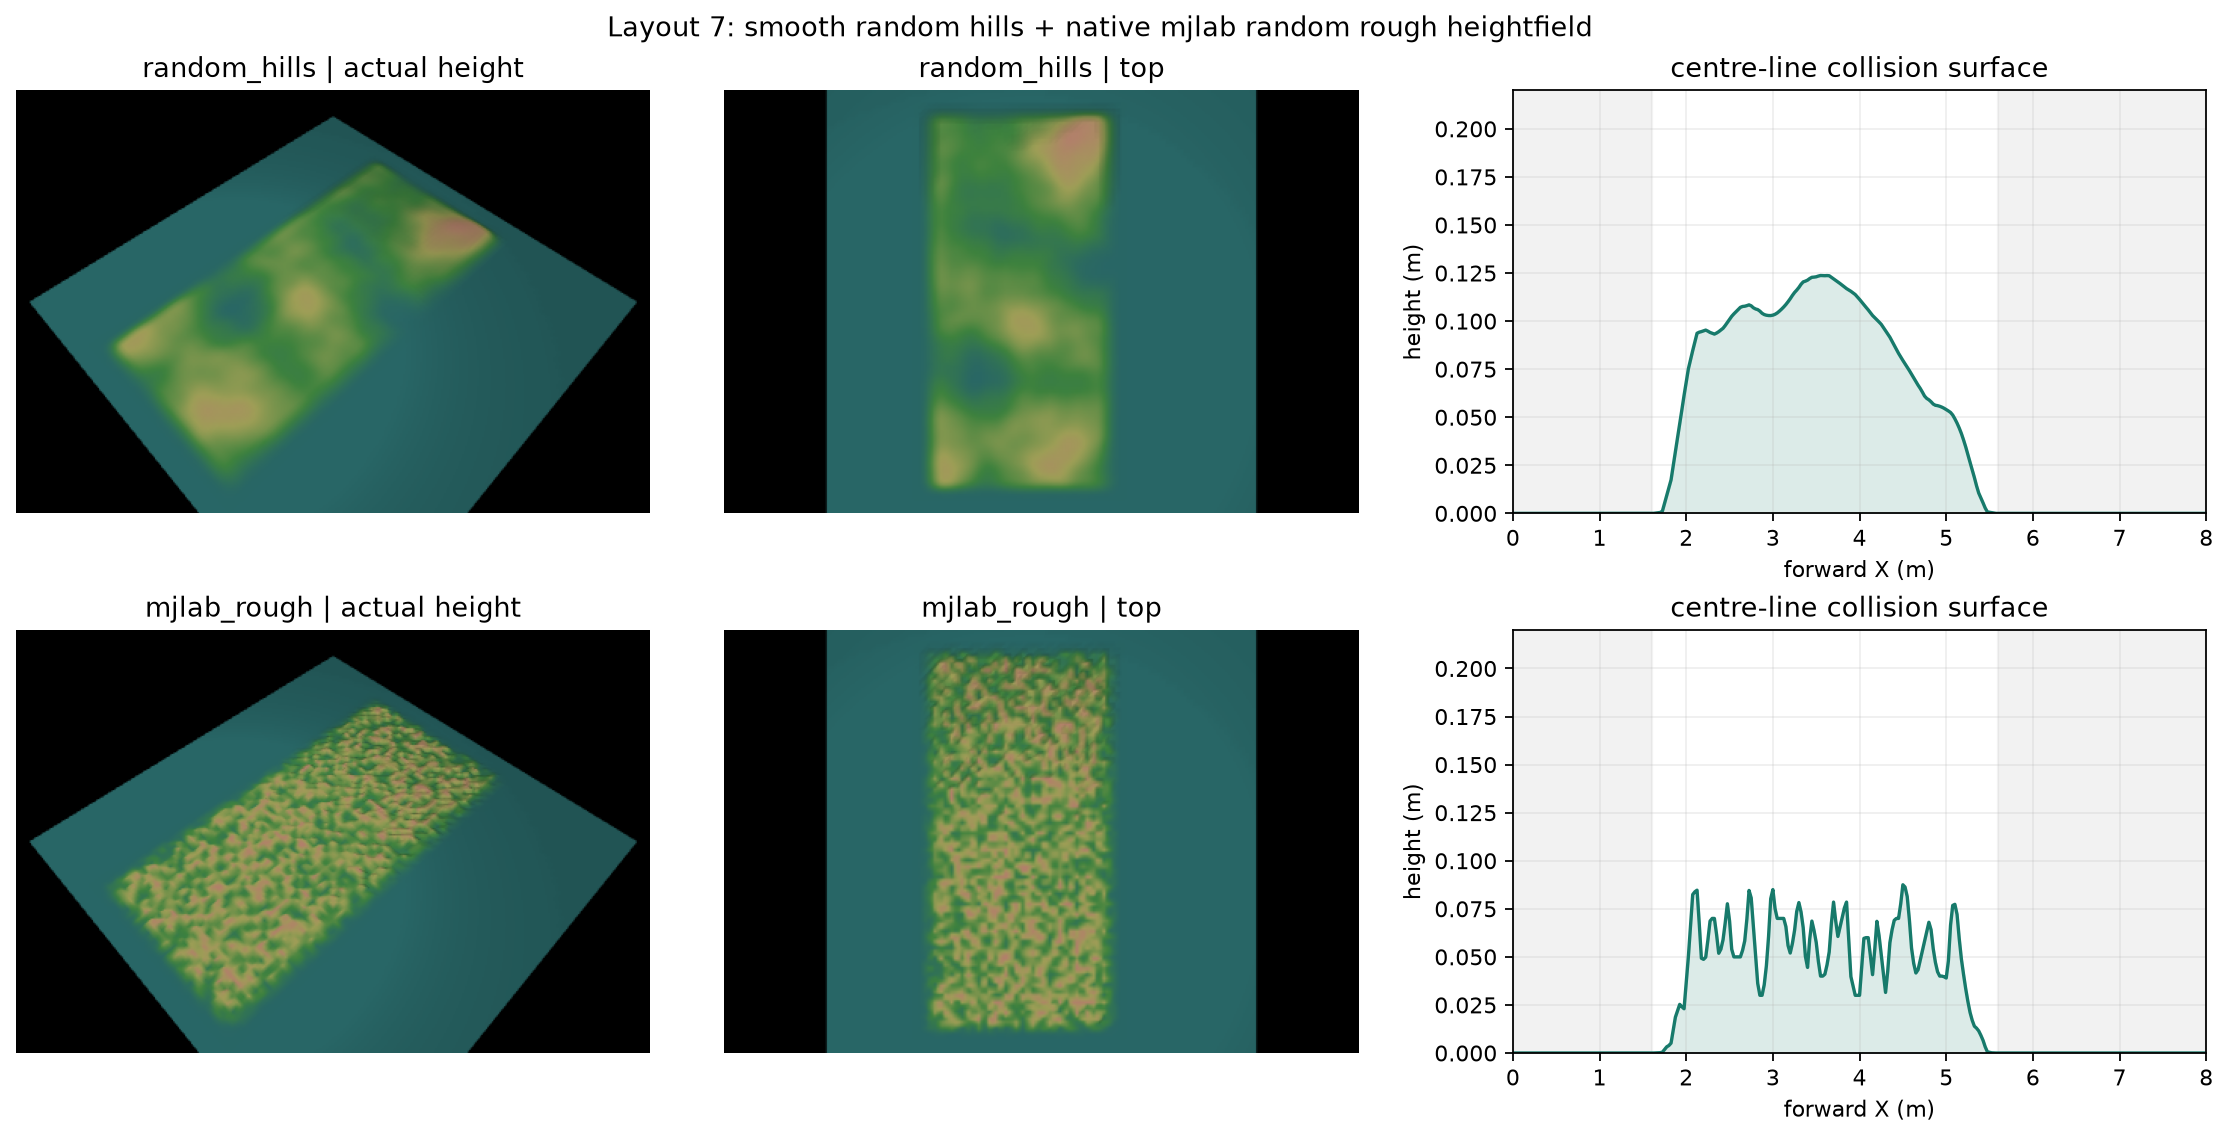 Layout 7: smooth random hills + native mjlab random rough heightfield
random_hills | actual height
random_hills | top
centre-line collision surface
height (m)
0.200
0.175
0.150
0.125
0.100
0.075
0.050
0.025
0.000
0 1 2 3 4 5 6 7 8
forward X (m)
mjlab_rough | actual height
mjlab_rough | top
centre-line collision surface
height (m)
0.200
0.175
0.150
0.125
0.100
0.075
0.050
0.025
0.000
0 1 2 3 4 5 6 7 8
forward X (m)